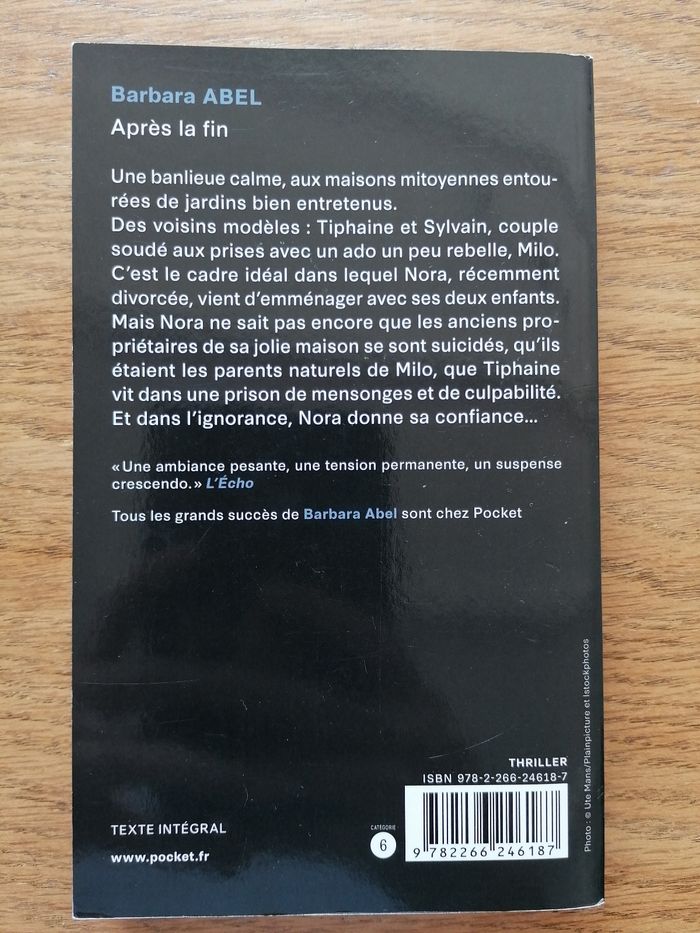 Barbara ABEL
Après la fin
Une banlieue calme, aux maisons mitoyennes entou-
rées de jardins bien entretenus.
Des voisins modèles : Tiphaine et Sylvain, couple
soudé aux prises avec un ado un peu rebelle, Milo.
C'est le cadre idéal dans lequel Nora, récemment
divorcée, vient d'emménager avec ses deux enfants.
Mais Nora ne sait pas encore que les anciens pro-
priétaires de sa jolie maison se sont suicidés, qu'ils
étaient les parents naturels de Milo, que Tiphaine
vit dans une prison de mensonges et de culpabilité.
Et dans l'ignorance, Nora donne sa confiance...
« Une ambiance pesante, une tension permanente, un suspense
crescendo. » L'Écho
Tous les grands succès de Barbara Abel sont chez Pocket
Photo : © Ute Mans/Plainpicture et Istockphotos
THRILLER
ISBN 978-2-266-24618-7
TEXTE INTÉGRAL
www.pocket.fr
CATÉGORIE
6
9 782266 246187